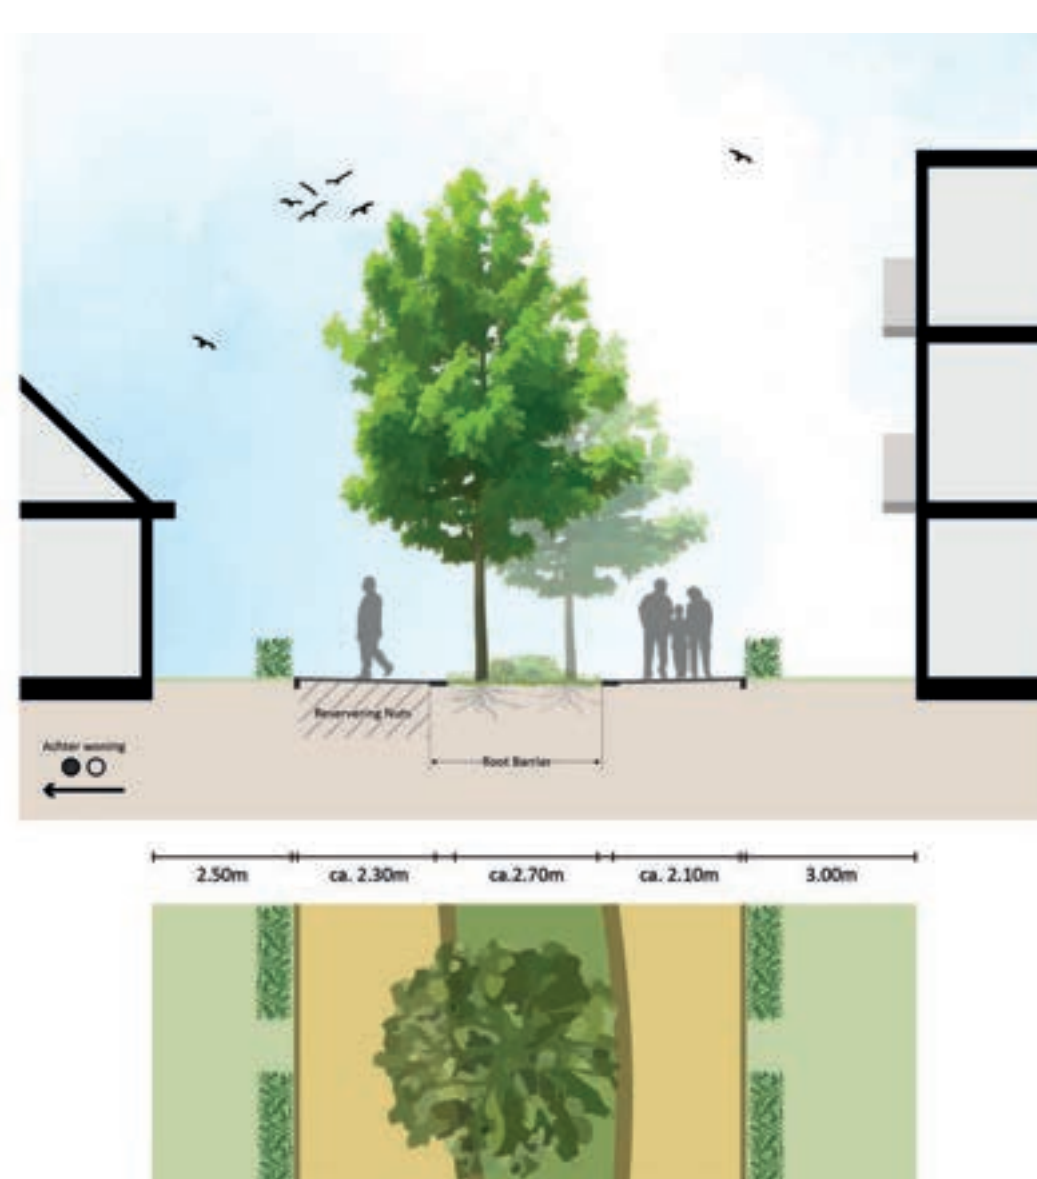 Reservering Nuts
Achter woning
Root Barrier
2.50m
ca. 2.30m
ca.2.70m
ca. 2.10m
3.00m